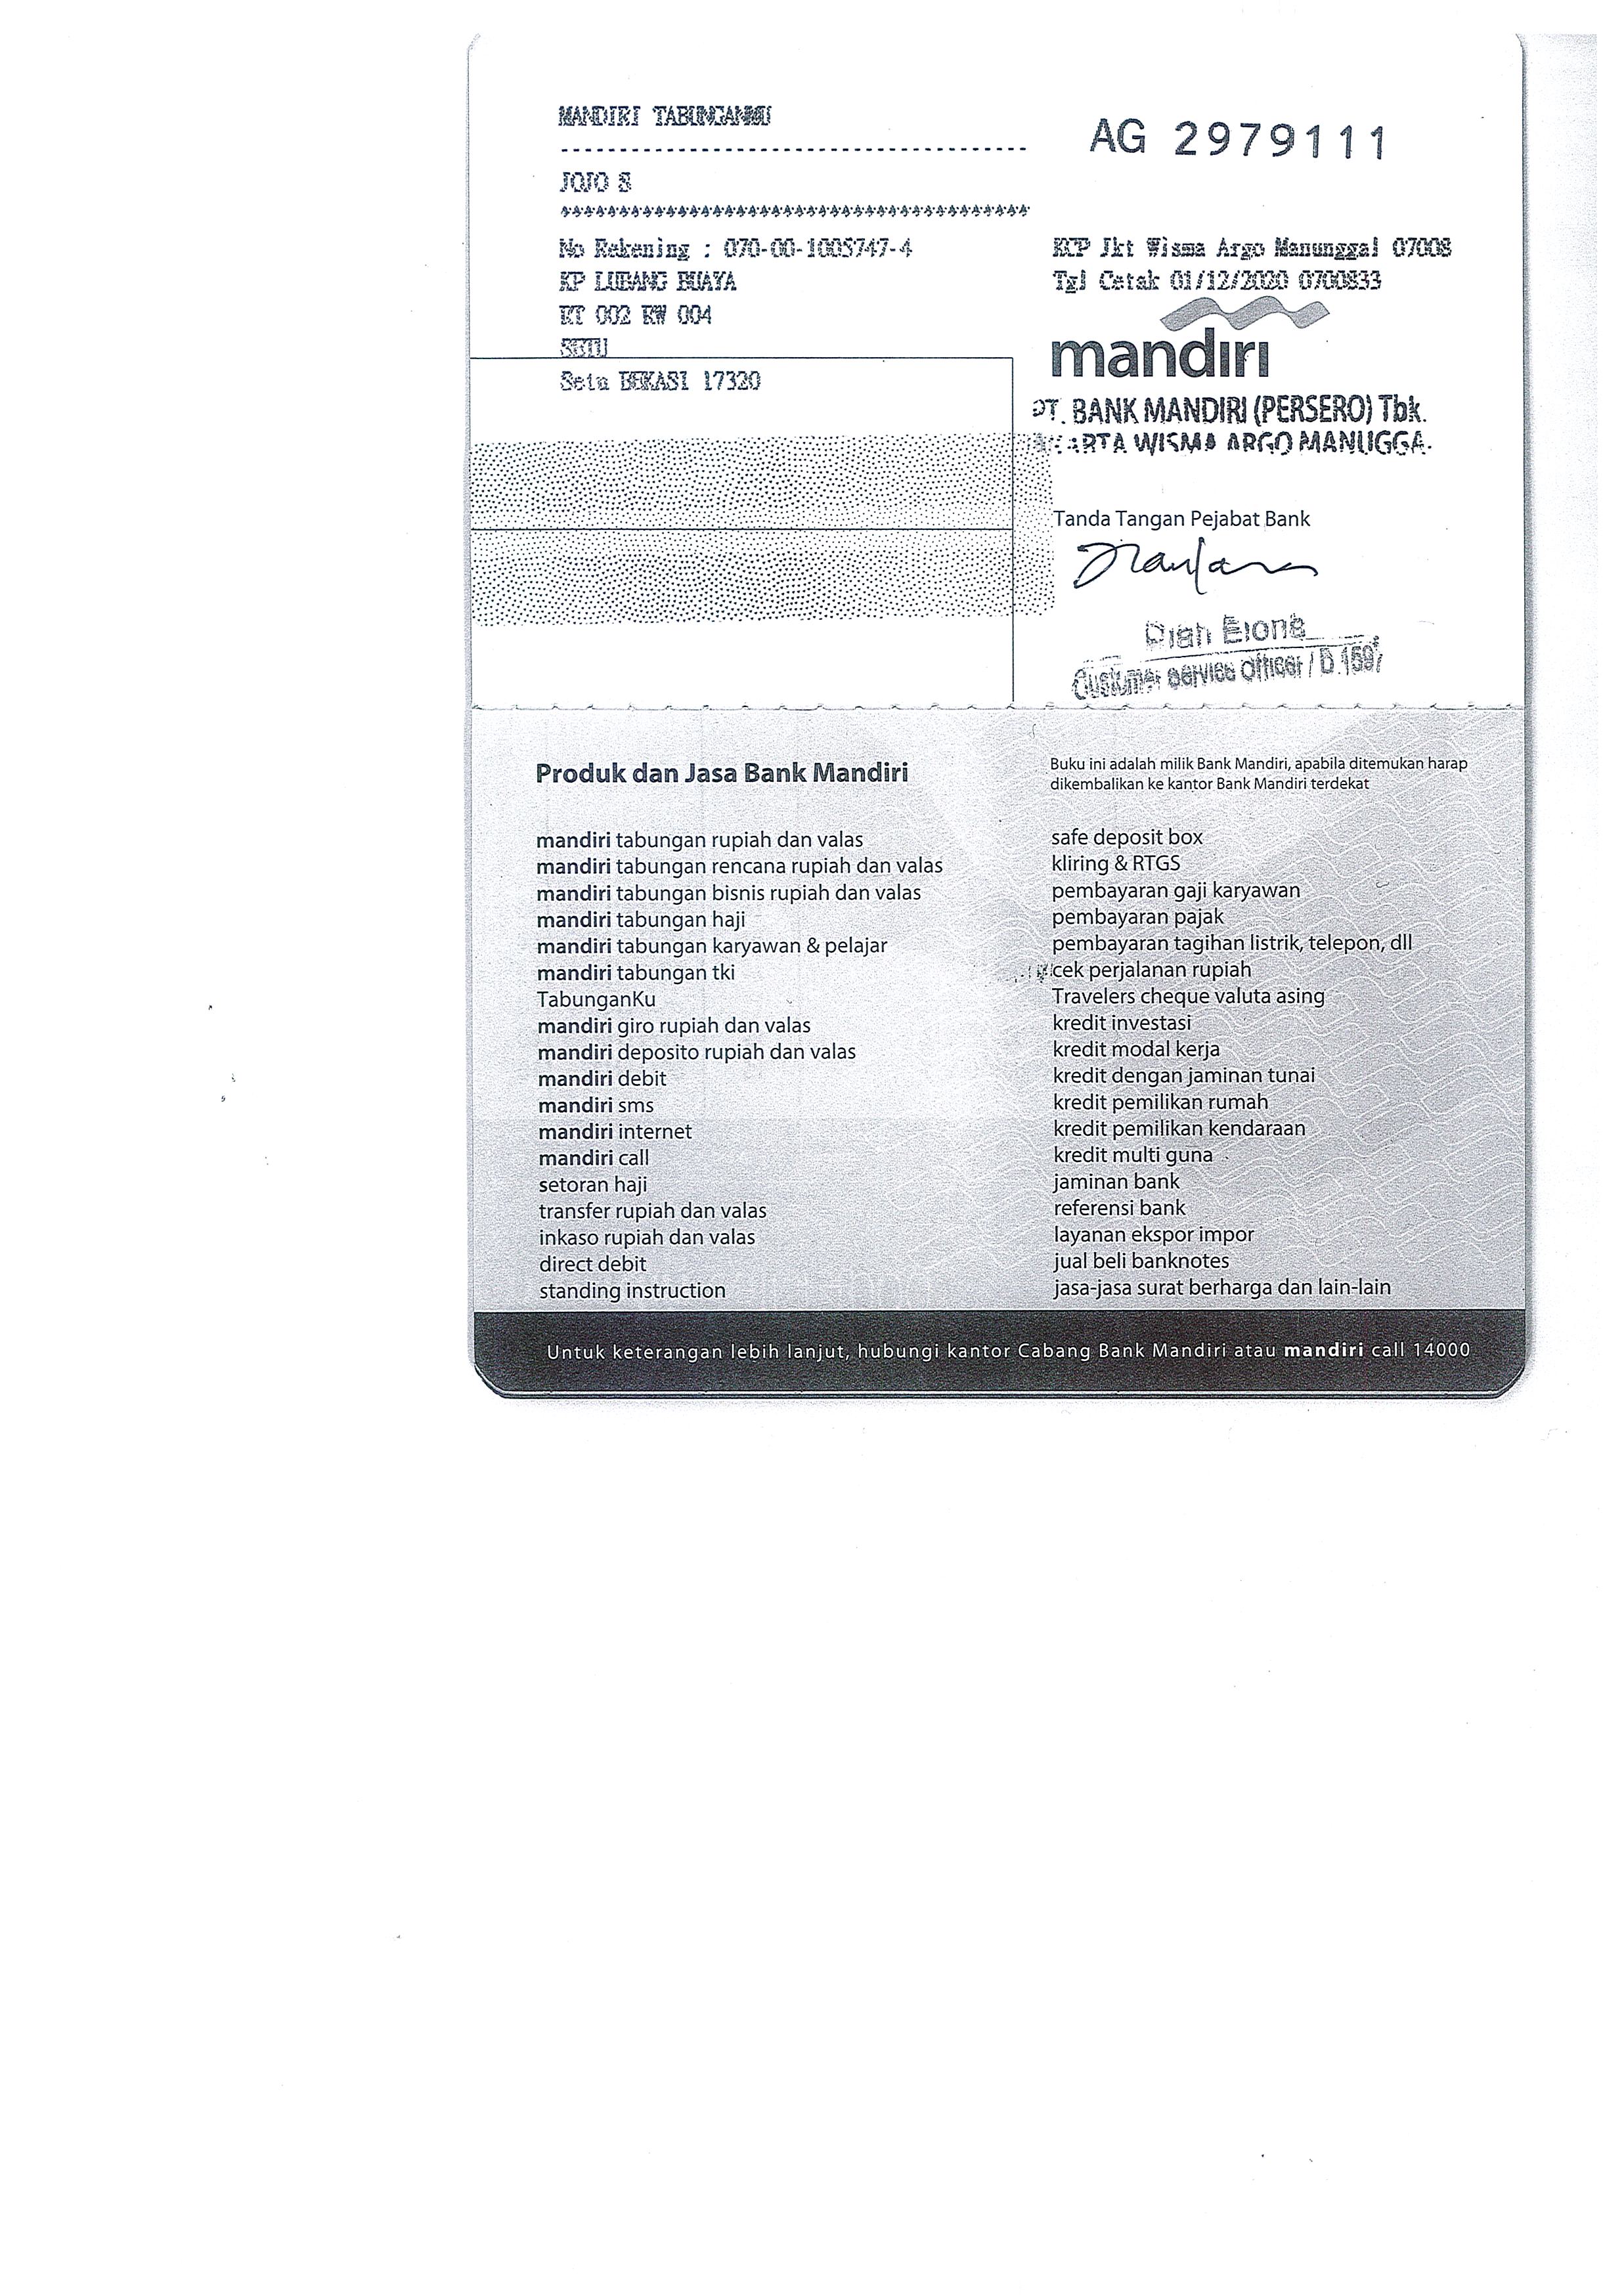 MANDIRI TABUNGANMU
AG 2979111
JOJO S
No Rekening : 070-00-1005747-4
KP LUBANG BUAYA
RT 002 RW 004
SETU
Setu BEKASI 17320
KCP Jkt Wisma Argo Manunggal 07008
Tgl Cetak 01/12/2020 0700833
mandiri
PT. BANK MANDIRI (PERSERO) Tbk.
WISMA ARGO MANUGGA
Tanda Tangan Pejabat Bank
Customer service officer /
Produk dan Jasa Bank Mandiri
mandiri tabungan rupiah dan valas
mandiri tabungan rencana rupiah dan valas
mandiri tabungan bisnis rupiah dan valas
mandiri tabungan haji
mandiri tabungan karyawan & pelajar
mandiri tabungan tki
TabunganKu
mandiri giro rupiah dan valas
mandiri deposito rupiah dan valas
mandiri debit
mandiri sms
mandiri internet
mandiri call
setoran haji
transfer rupiah dan valas
inkaso rupiah dan valas
direct debit
standing instruction
Buku ini adalah milik Bank Mandiri, apabila ditemukan harap
dikembalikan ke kantor Bank Mandiri terdekat
safe deposit box
kliring & RTGS
pembayaran gaji karyawan
pembayaran pajak
pembayaran tagihan listrik, telepon, dll
cek perjalanan rupiah
Travelers cheque valuta asing
kredit investasi
kredit modal kerja
kredit dengan jaminan tunai
kredit pemilikan rumah
kredit pemilikan kendaraan
kredit multi guna
jaminan bank
referensi bank
layanan ekspor impor
jual beli banknotes
jasa-jasa surat berharga dan lain-lain
Untuk keterangan lebih lanjut, hubungi kantor Cabang Bank Mandiri atau mandiri call 14000